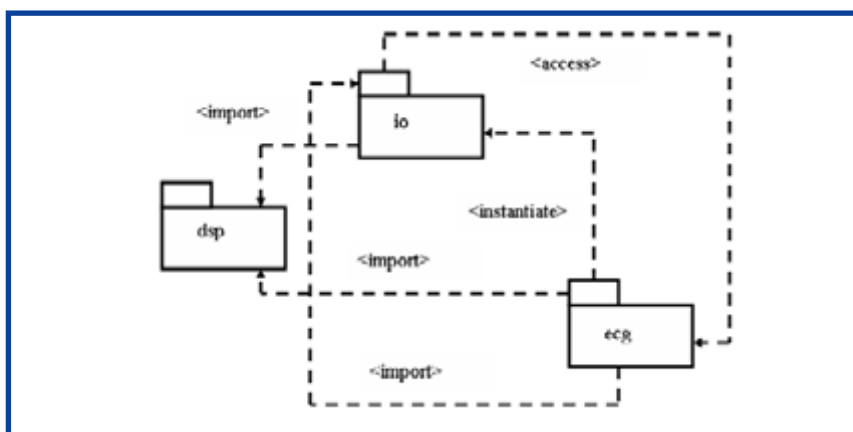 <access>
<import>
io
<instantiate>
dsp
<import>
ecg
<import>